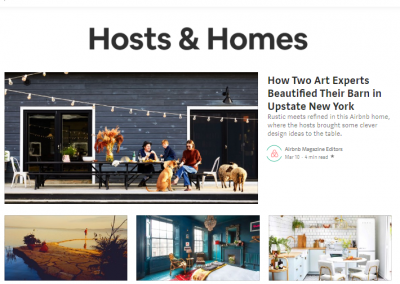 Hosts & Homes
How Two Art Experts
Beautified Their Barn in
Upstate New York
Rustic meets refined in this Airbnb home,
where the hosts brought some clever
design ideas to the table.
Airbnb Magazine Editors
Mar 10 · 4 min read ★